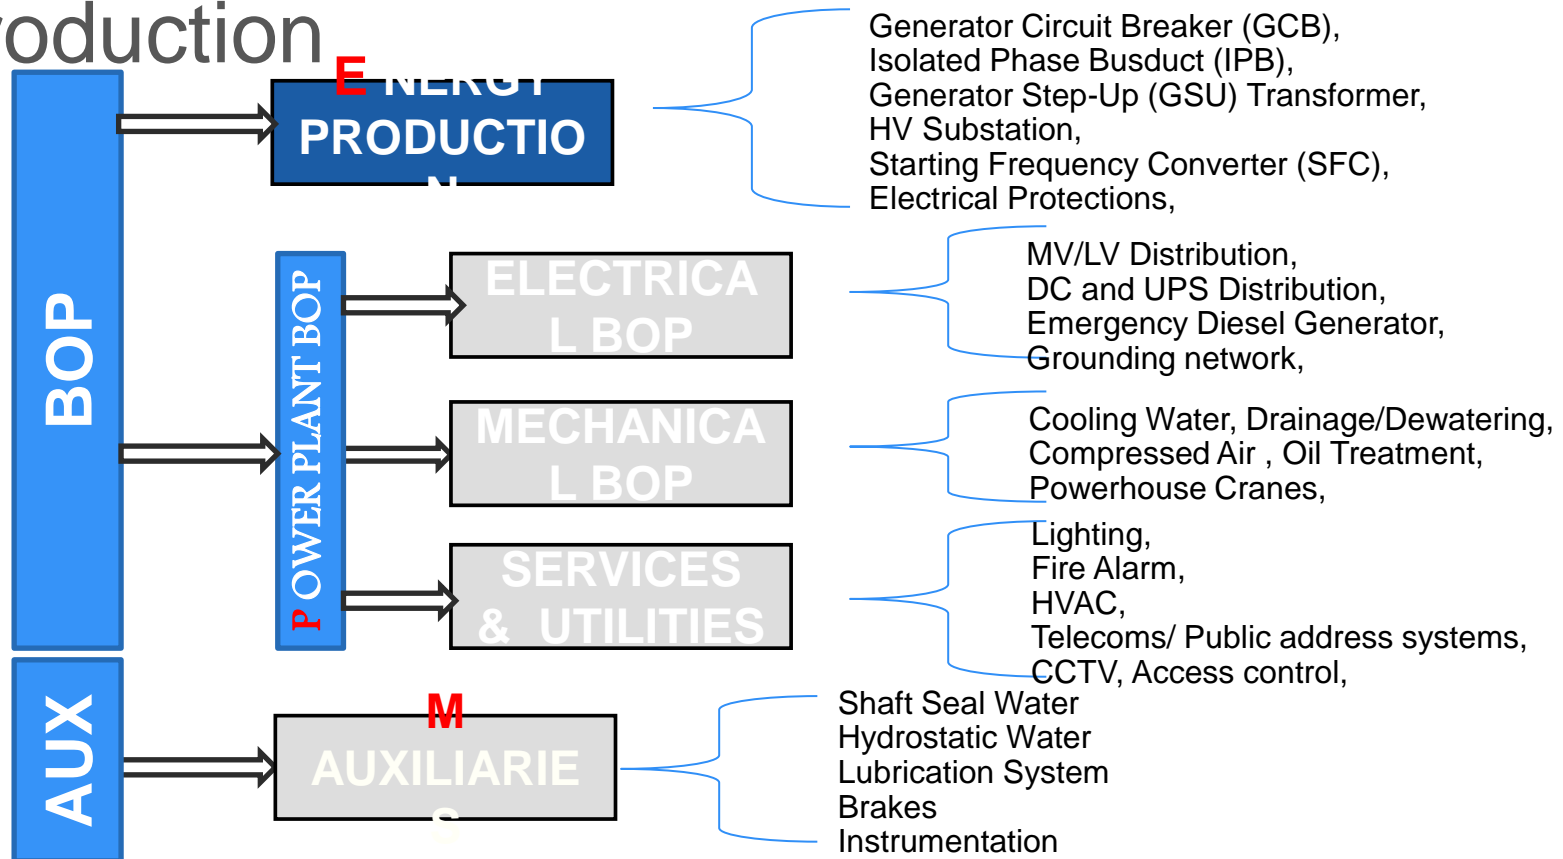 roduction
BOP
E NERGY
PRODUCTIO
N
Generator Circuit Breaker (GCB),
Isolated Phase Busduct (IPB),
Generator Step-Up (GSU) Transformer,
HV Substation,
Starting Frequency Converter (SFC),
Electrical Protections,
P OWER PLANT BOP
ELECTRICA
L BOP
MV/LV Distribution,
DC and UPS Distribution,
Emergency Diesel Generator,
Grounding network,
MECHANICA
L BOP
Cooling Water, Drainage/Dewatering,
Compressed Air , Oil Treatment,
Powerhouse Cranes,
SERVICES
& UTILITIES
Lighting,
Fire Alarm,
HVAC,
Telecoms/ Public address systems,
CCTV, Access control,
AUX
M
AUXILIARIE
S
Shaft Seal Water
Hydrostatic Water
Lubrication System
Brakes
Instrumentation